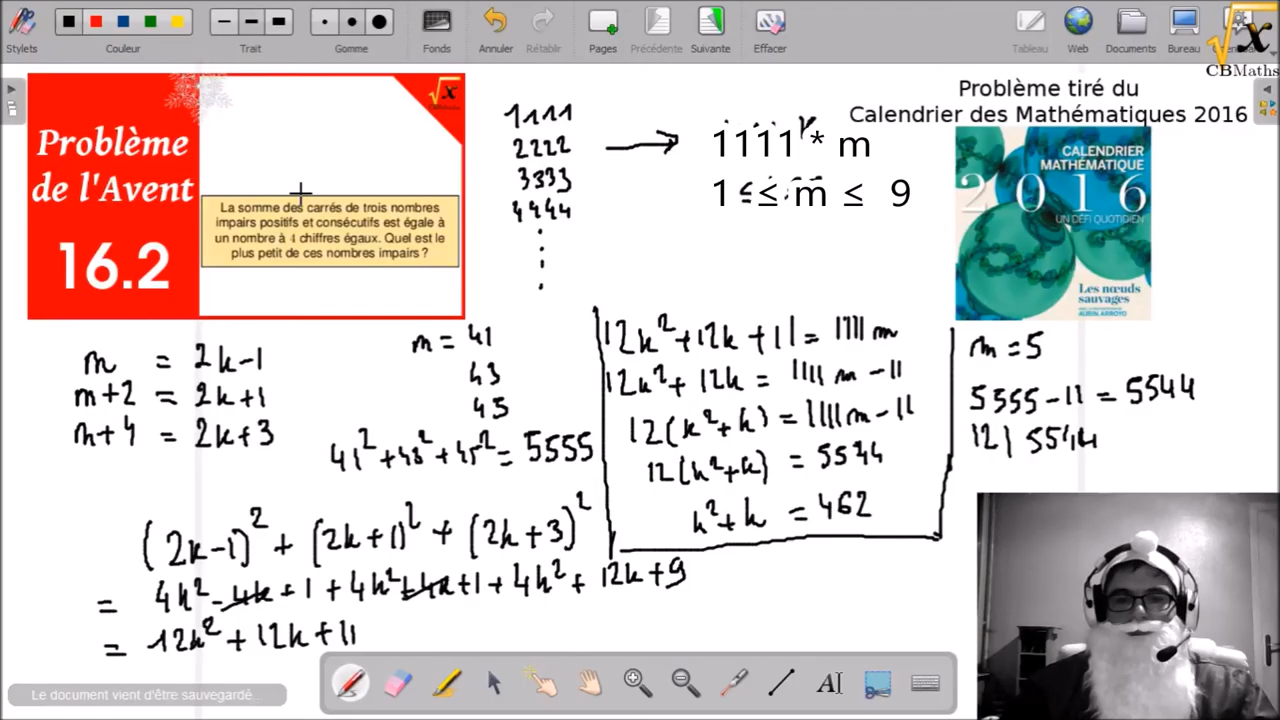 Stylets
Couleur
Trait
Gomme
Fonds
Annuler
Rétablir
Pages
Précédente
Suivante
Effacer
Tableau
Web
Documents
Bureau
CBMaths
Problème
de l'Avent
16.2
La somme des carrés de trois nombres
impairs positifs et consécutifs est égale à
un nombre à 4 chiffres égaux. Quel est le
plus petit de ces nombres impairs ?
1111
2222
3333
4444
1111 * m
1 ≤ m ≤ 9
Problème tiré du
Calendrier des Mathématiques 2016
CALENDRIER
MATHÉMATIQUE
2016
UN DÉFI QUOTIDIEN
Les nœuds
sauvages
m = 2k-1
m+2 = 2k+1
m+4 = 2k+3
m = 41
43
45
41² + 43² + 45² = 5555
(2k-1)² + (2k+1)² + (2k+3)²
= 4k² - 4k + 1 + 4k² + 4k + 1 + 4k² + 12k + 9
= 12k² + 12k + 11
12k² + 12k + 11 = 1111 m
12k² + 12k = 1111 m - 11
12(k² + k) = 1111 m - 11
12(k² + k) = 5544
k² + k = 462
m = 5
5555 - 11 = 5544
12 | 5544
Le document vient d'être sauvegardé...